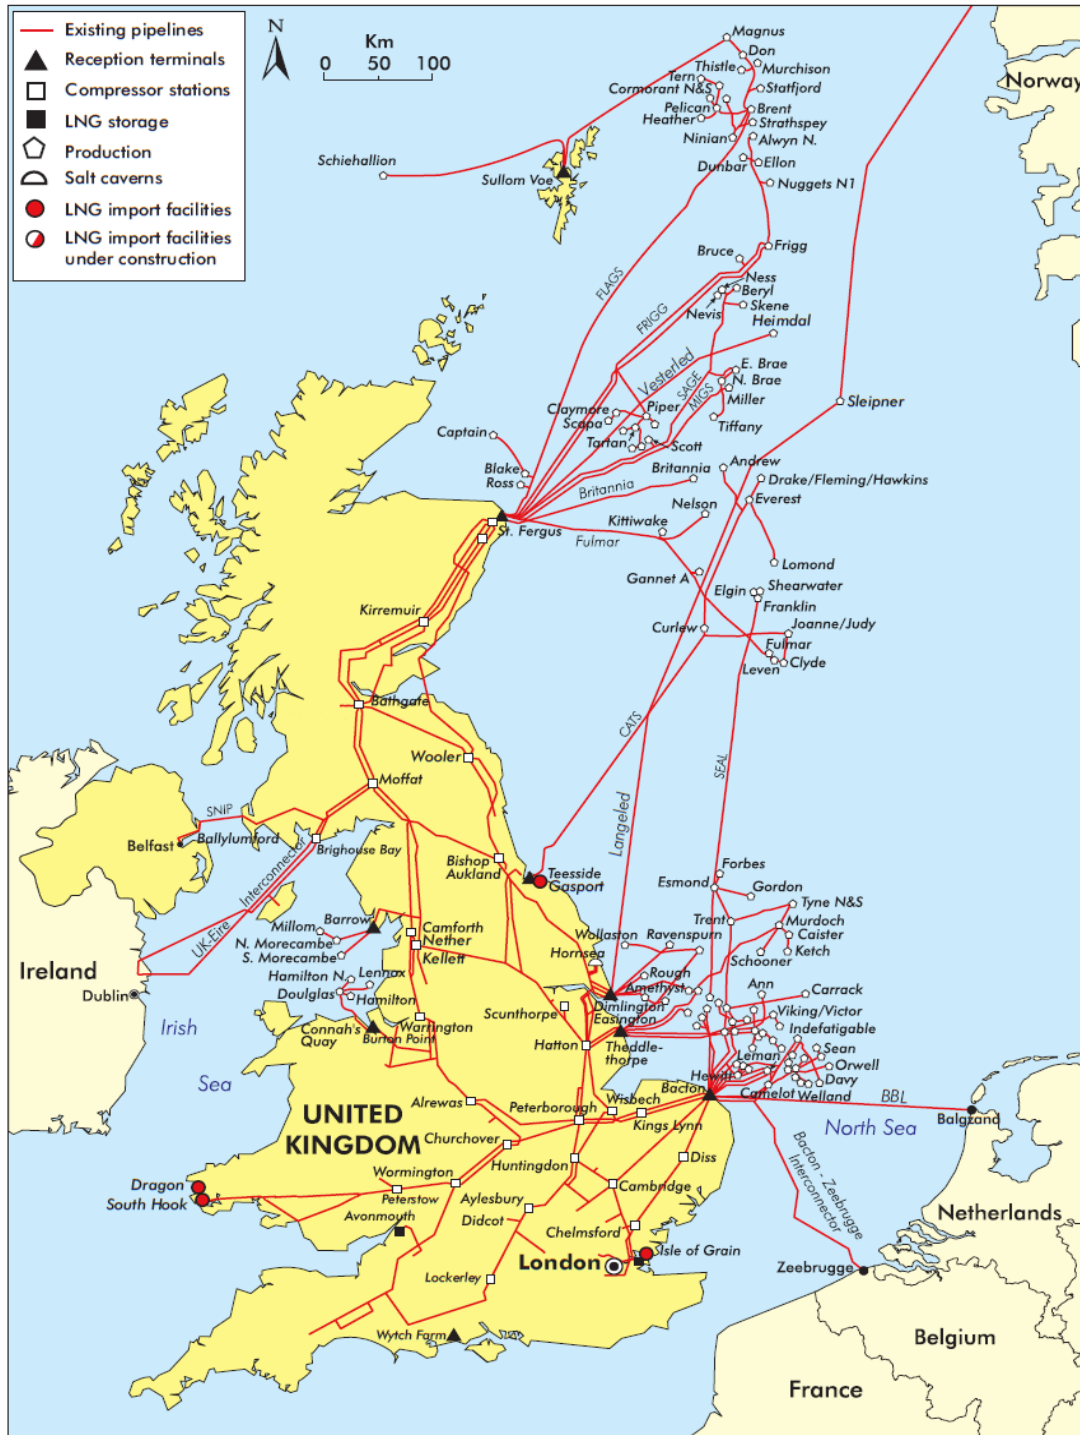 Existing pipelines
Reception terminals
Compressor stations
LNG storage
Production
Salt caverns
LNG import facilities
LNG import facilities
under construction
N
Km
0 50 100
Magnus
Don
Thistle
Murchison
Tern
Statfjord
Cormorant N&S
Pelican
Brent
Heather
Strathspey
Ninian
Alwyn N.
Dunbar
Ellon
Nuggets N1
Norway
Schiehallion
Sullom Voe
Frigg
Bruce
Ness
Beryl
Nevis
Skene
Heimdal
FLAGS
FRIGG
Vesterled
SAGE
MIGS
E. Brae
N. Brae
Miller
Tiffany
Sleipner
Claymore
Piper
Scapa
Tartan
Scott
Captain
Blake
Ross
Britannia
Britannia
Andrew
Drake/Fleming/Hawkins
Everest
Nelson
Kittiwake
St. Fergus
Fulmar
Lomond
Gannet A
Elgin
Shearwater
Franklin
Kirremuir
Curlew
Joanne/Judy
Fulmar
Leven
Clyde
Bathgate
CATS
Wooler
SEAL
Moffat
Langeled
SNIP
Belfast
Ballylumford
Brighouse Bay
UK-Eire
Interconnector
Bishop
Aukland
Teesside
Gasport
Forbes
Esmond
Gordon
Tyne N&S
Trent
Murdoch
Caister
Ketch
Schooner
Barrow
Millom
N. Morecambe
S. Morecambe
Camforth
Nether
Kellett
Wollaston
Ravenspurn
Hornsea
Rough
Amethyst
Ireland
Dublin
Hamilton N.
Lennox
Doulglas
Hamilton
Dimlington
Easington
Ann
Carrack
Viking/Victor
Indefatigable
Irish
Sea
Connah's
Quay
Warrington
Burton Point
Scunthorpe
Hatton
Theddle-
thorpe
Leman
Sean
Orwell
Hewitt
Davy
Bacton
Camelot
Welland
BBL
Balgzand
North Sea
Alrewas
Peterborough
Wisbech
Kings Lynn
UNITED
KINGDOM
Churchover
Huntingdon
Diss
Bacton - Zeebrugge
Interconnector
Dragon
South Hook
Wormington
Peterstow
Cambridge
Aylesbury
Avonmouth
Didcot
Chelmsford
Netherlands
Isle of Grain
London
Lockerley
Zeebrugge
Wytch Farm
Belgium
France